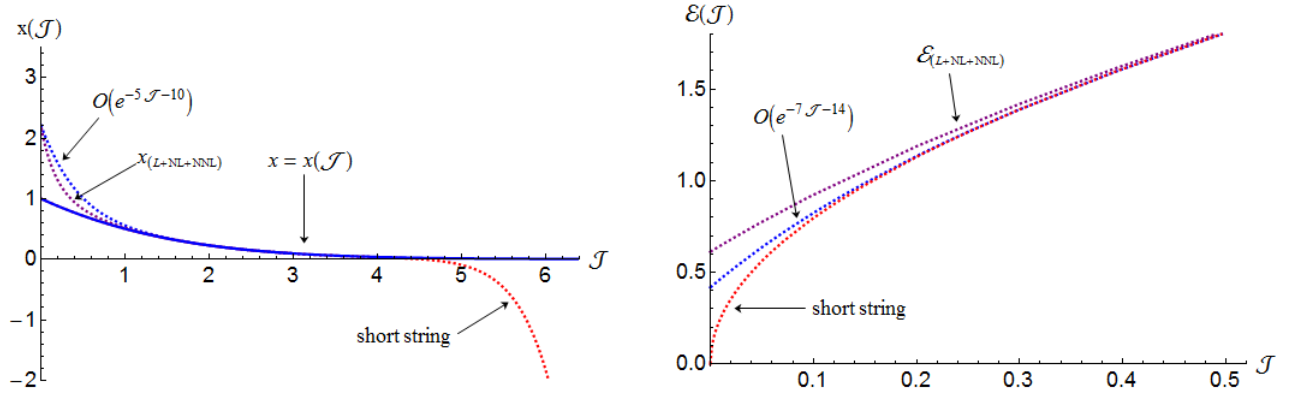 x(𝒥)
3
O(e^{-5 𝒥-10})
2
x_{(L+NL+NNL)}
x = x(𝒥)
1
0
1 2 3 4 5 6 𝒥
-1
short string
-2
ℰ(𝒥)
ℰ_{(L+NL+NNL)}
1.5
O(e^{-7 𝒥-14})
1.0
0.5
short string
0.0
0.1 0.2 0.3 0.4 0.5 𝒥